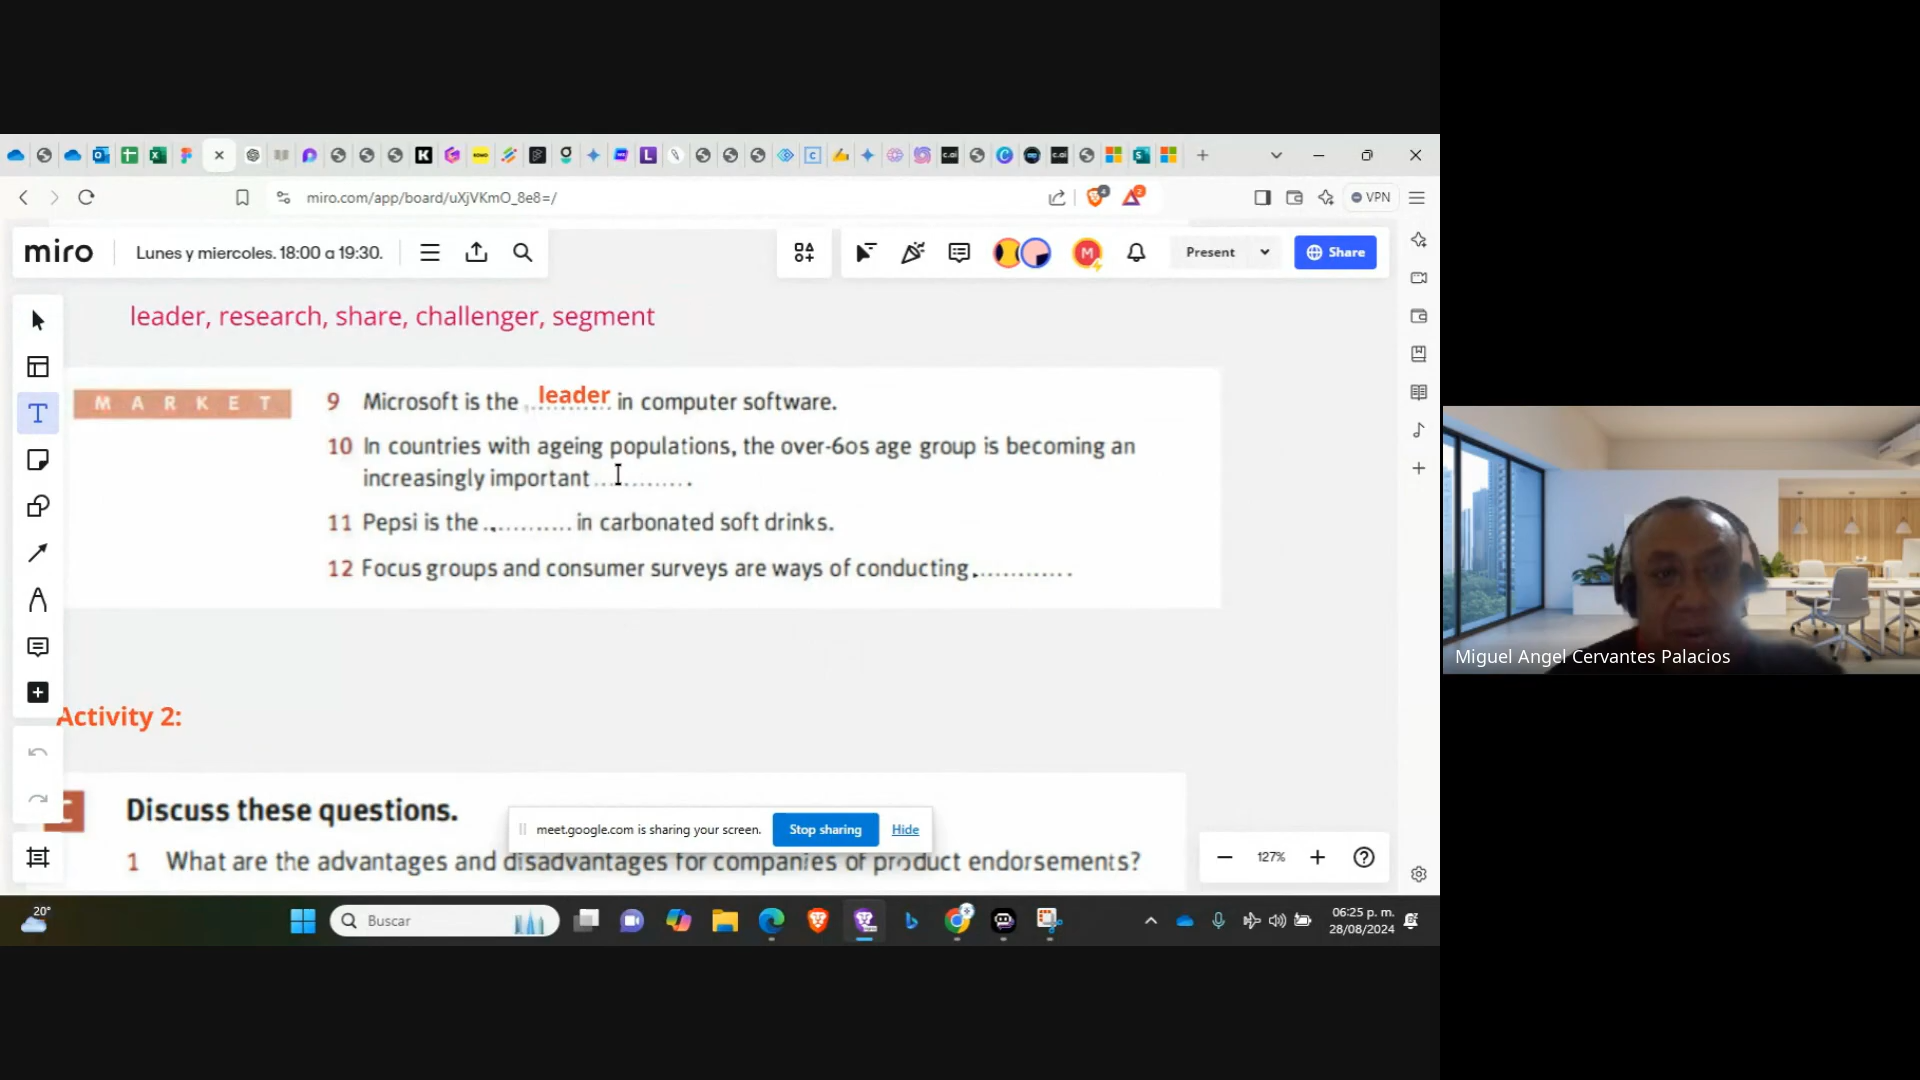 miro.com/app/board/uXjVKmO_8e8=/
VPN
miro
Lunes y miercoles. 18:00 a 19:30.
M
Present
Share
leader, research, share, challenger, segment
MARKET
9 Microsoft is the leader in computer software.
10 In countries with ageing populations, the over-60s age group is becoming an
increasingly important ............ .
11 Pepsi is the ........... in carbonated soft drinks.
12 Focus groups and consumer surveys are ways of conducting ............ .
Miguel Angel Cervantes Palacios
Activity 2:
C Discuss these questions.
meet.google.com is sharing your screen.
Stop sharing
Hide
1 What are the advantages and disadvantages for companies of product endorsements?
127%
20°
Buscar
06:25 p. m.
28/08/2024